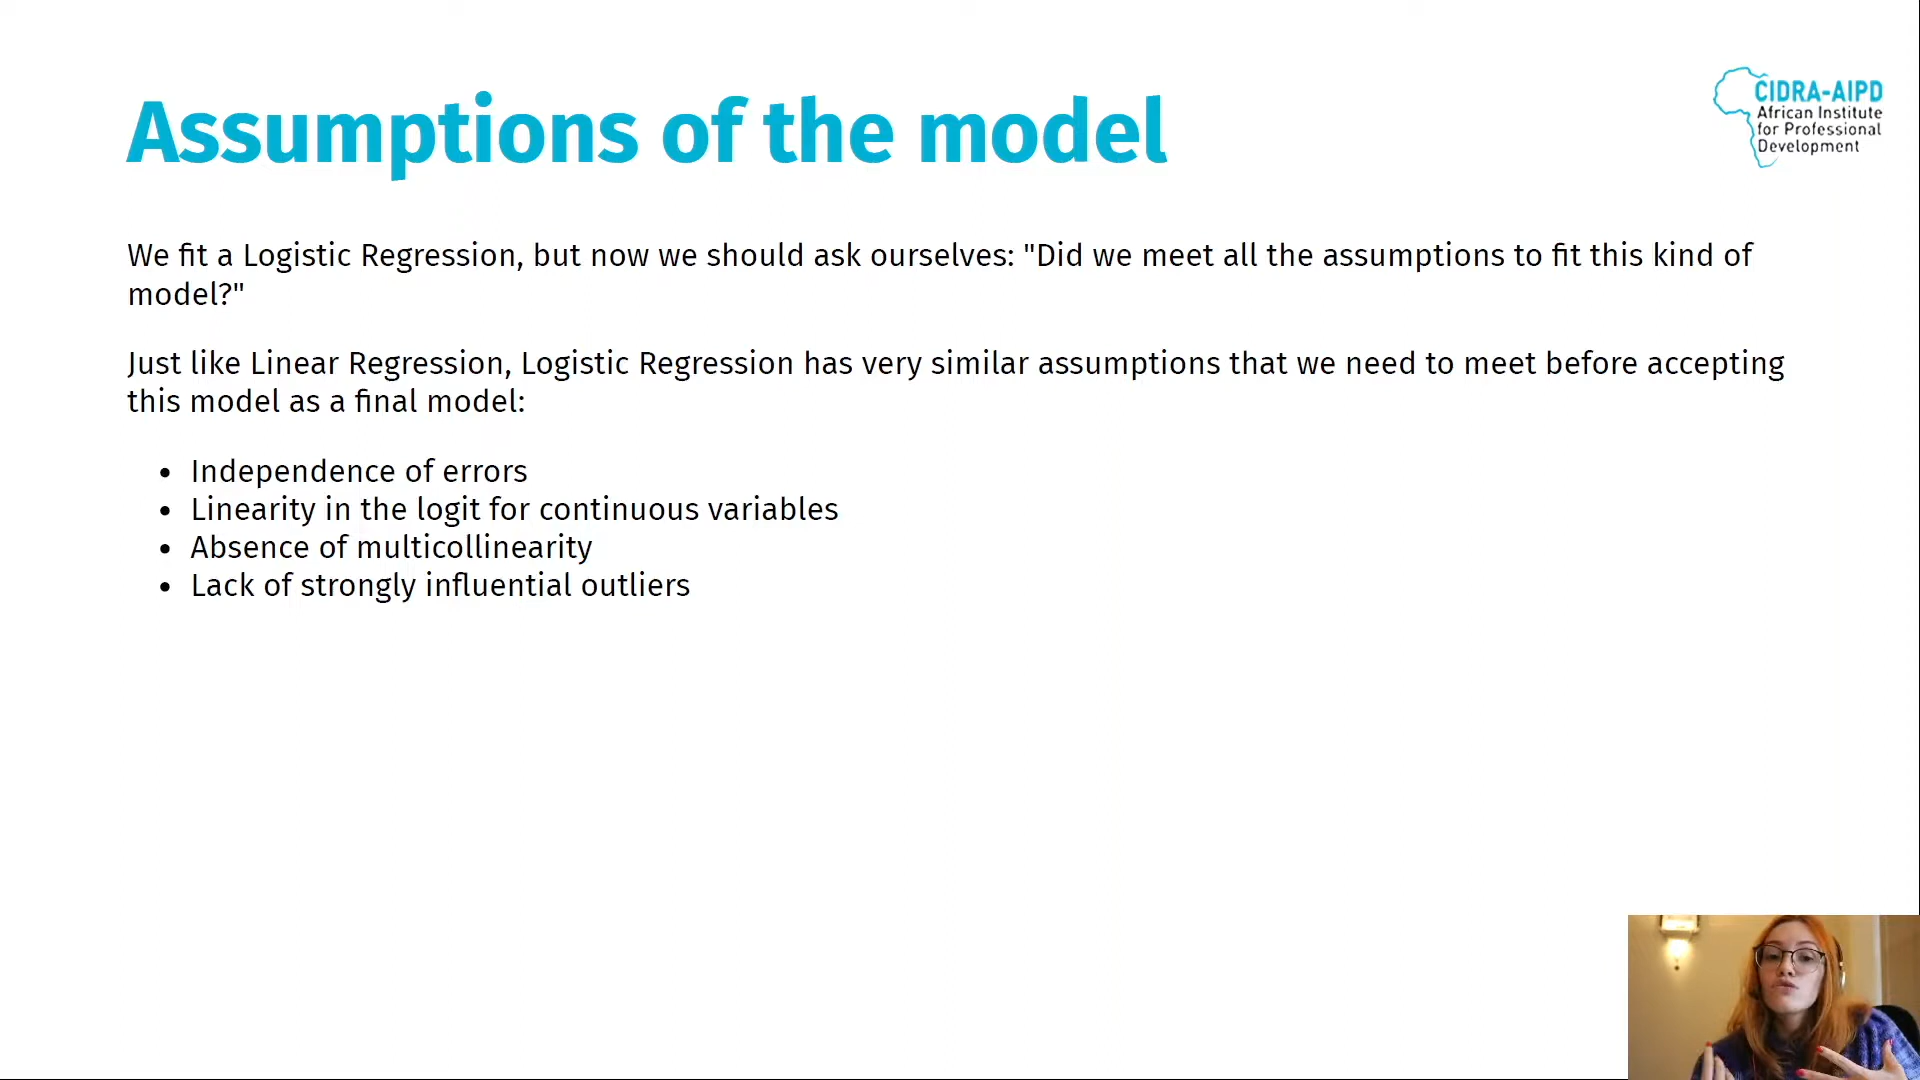 Assumptions of the model
CIDRA-AIPD
African Institute
for Professional
Development
We fit a Logistic Regression, but now we should ask ourselves: "Did we meet all the assumptions to fit this kind of
model?"
Just like Linear Regression, Logistic Regression has very similar assumptions that we need to meet before accepting
this model as a final model:
• Independence of errors
• Linearity in the logit for continuous variables
• Absence of multicollinearity
• Lack of strongly influential outliers